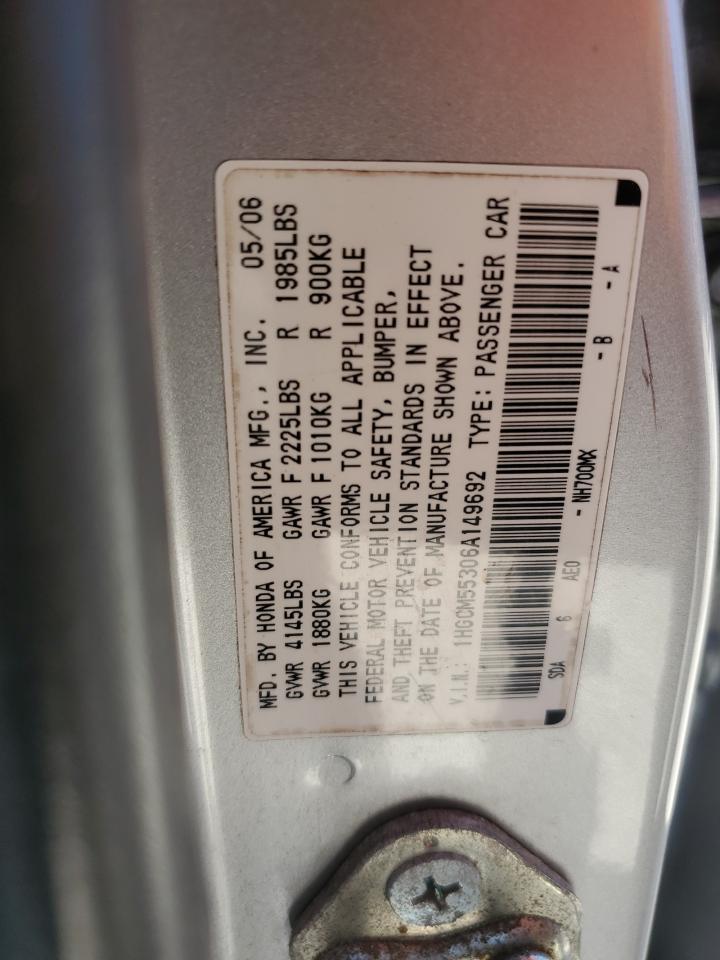 MFD. BY HONDA OF AMERICA MFG., INC. 05/06
GVWR 4145LBS GAWR F 2225LBS R 1985LBS
GVWR 1880KG GAWR F 1010KG R 900KG
THIS VEHICLE CONFORMS TO ALL APPLICABLE
FEDERAL MOTOR VEHICLE SAFETY, BUMPER,
AND THEFT PREVENTION STANDARDS IN EFFECT
ON THE DATE OF MANUFACTURE SHOWN ABOVE.
V.I.N.: 1HGCM55306A149692 TYPE: PASSENGER CAR
SDA 6 AEO - NH700MX - B - A